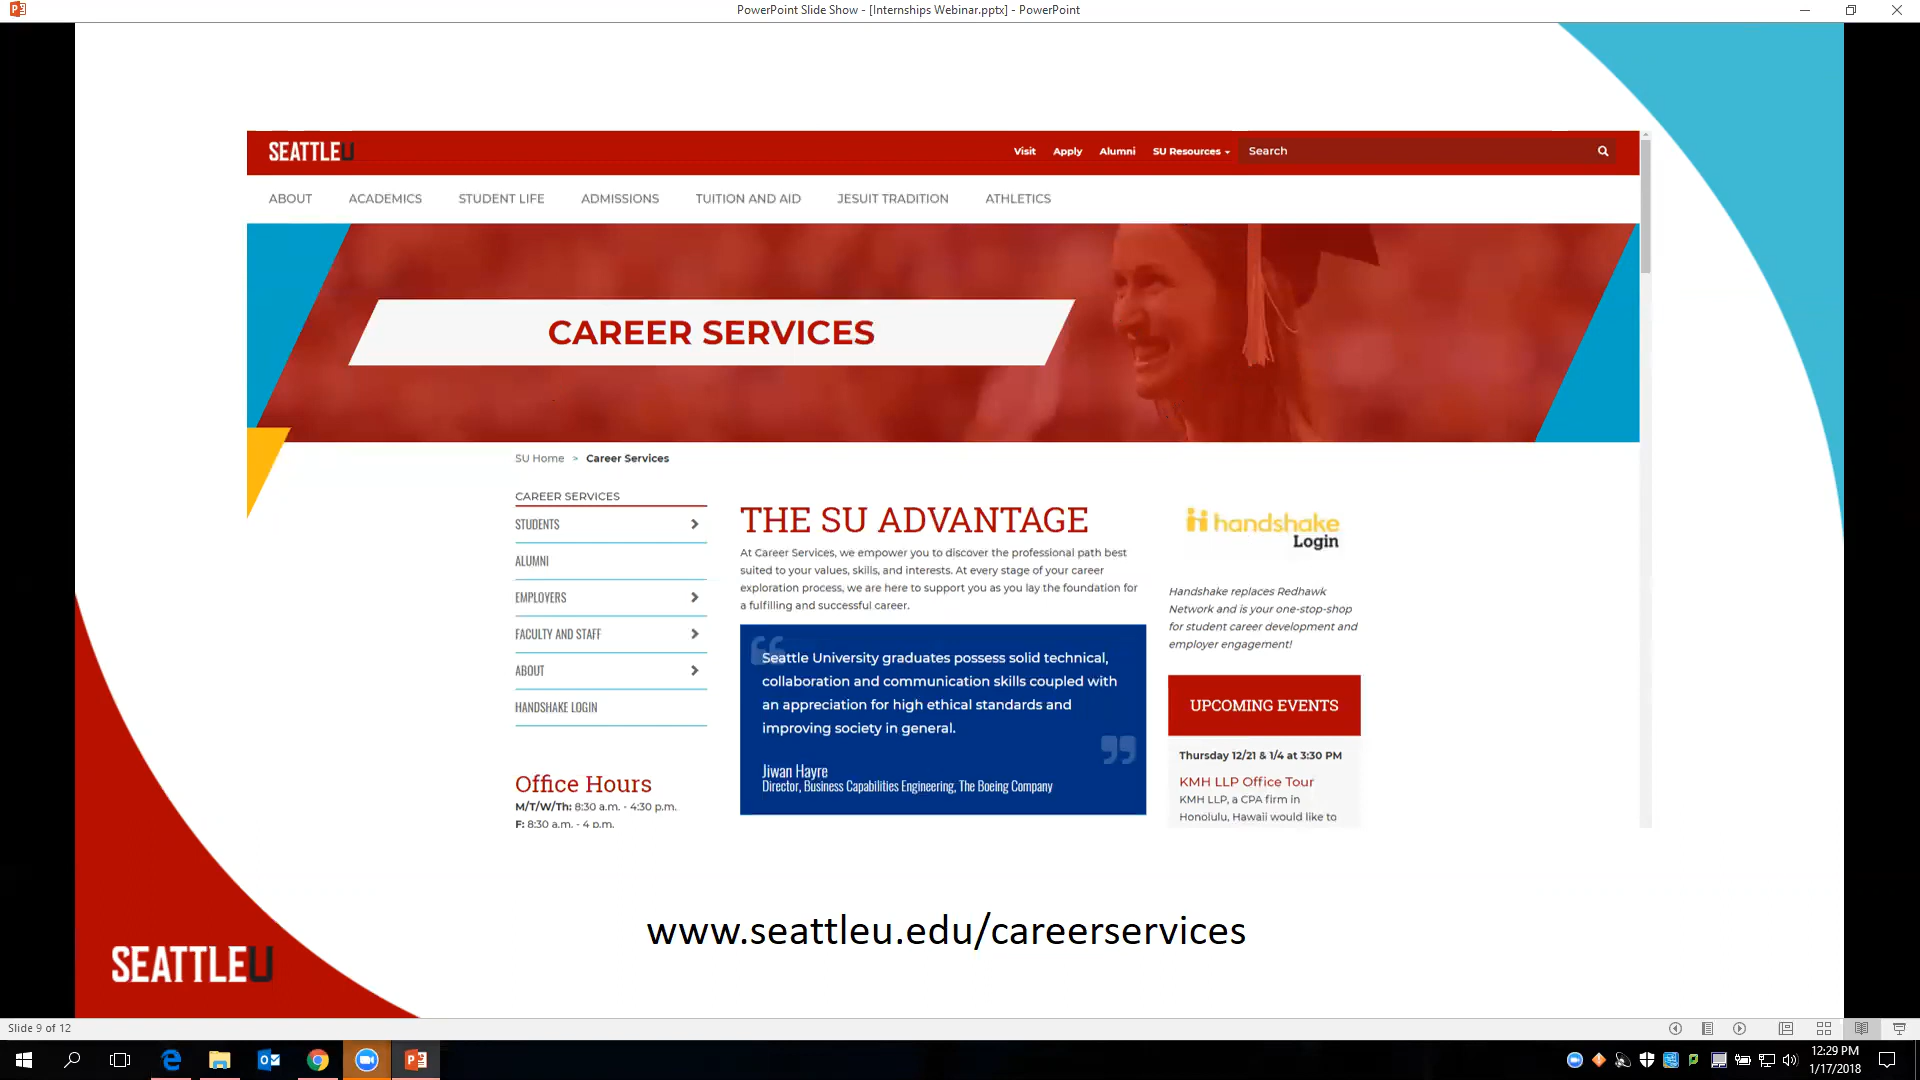 PowerPoint Slide Show - [Internships Webinar.pptx] - PowerPoint
SEATTLEU
Visit Apply Alumni SU Resources Search
ABOUT ACADEMICS STUDENT LIFE ADMISSIONS TUITION AND AID JESUIT TRADITION ATHLETICS
CAREER SERVICES
SU Home > Career Services
CAREER SERVICES
STUDENTS
ALUMNI
EMPLOYERS
FACULTY AND STAFF
ABOUT
HANDSHAKE LOGIN
Office Hours
M/T/W/Th: 8:30 a.m. - 4:30 p.m.
F: 8:30 a.m. - 4 p.m.
THE SU ADVANTAGE
At Career Services, we empower you to discover the professional path best
suited to your values, skills, and interests. At every stage of your career
exploration process, we are here to support you as you lay the foundation for
a fulfilling and successful career.
Seattle University graduates possess solid technical,
collaboration and communication skills coupled with
an appreciation for high ethical standards and
improving society in general.
Jiwan Hayre
Director, Business Capabilities Engineering, The Boeing Company
handshake
Login
Handshake replaces Redhawk
Network and is your one-stop-shop
for student career development and
employer engagement!
UPCOMING EVENTS
Thursday 12/21 & 1/4 at 3:30 PM
KMH LLP Office Tour
KMH LLP, a CPA firm in
Honolulu, Hawaii would like to
www.seattleu.edu/careerservices
SEATTLEU
Slide 9 of 12
12:29 PM
1/17/2018